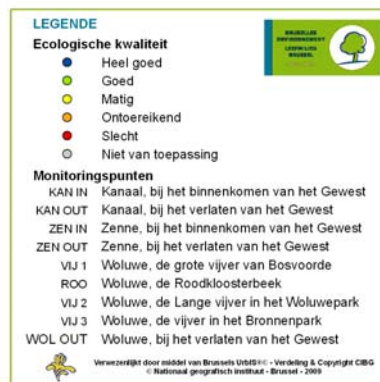 LEGENDE
BRUXELLES
ENVIRONNEMENT
LEEFMILIEU
BRUSSEL
Ecologische kwaliteit
Heel goed
Goed
Matig
Ontoereikend
Slecht
Niet van toepassing
Monitoringspunten
KAN IN Kanaal, bij het binnenkomen van het Gewest
KAN OUT Kanaal, bij het verlaten van het Gewest
ZEN IN Zenne, bij het binnenkomen van het Gewest
ZEN OUT Zenne, bij het verlaten van het Gewest
VIJ 1 Woluwe, de grote vijver van Bosvoorde
ROO Woluwe, de Roodkloosterbeek
VIJ 2 Woluwe, de Lange vijver in het Woluwepark
VIJ 3 Woluwe, de vijver in het Bronnenpark
WOL OUT Woluwe, bij het verlaten van het Gewest
Verwezenlijkt door middel van Brussels UrbIS®© - Verdeling & Copyright CIBG
© Nationaal geografisch instituut - Brussel - 2009